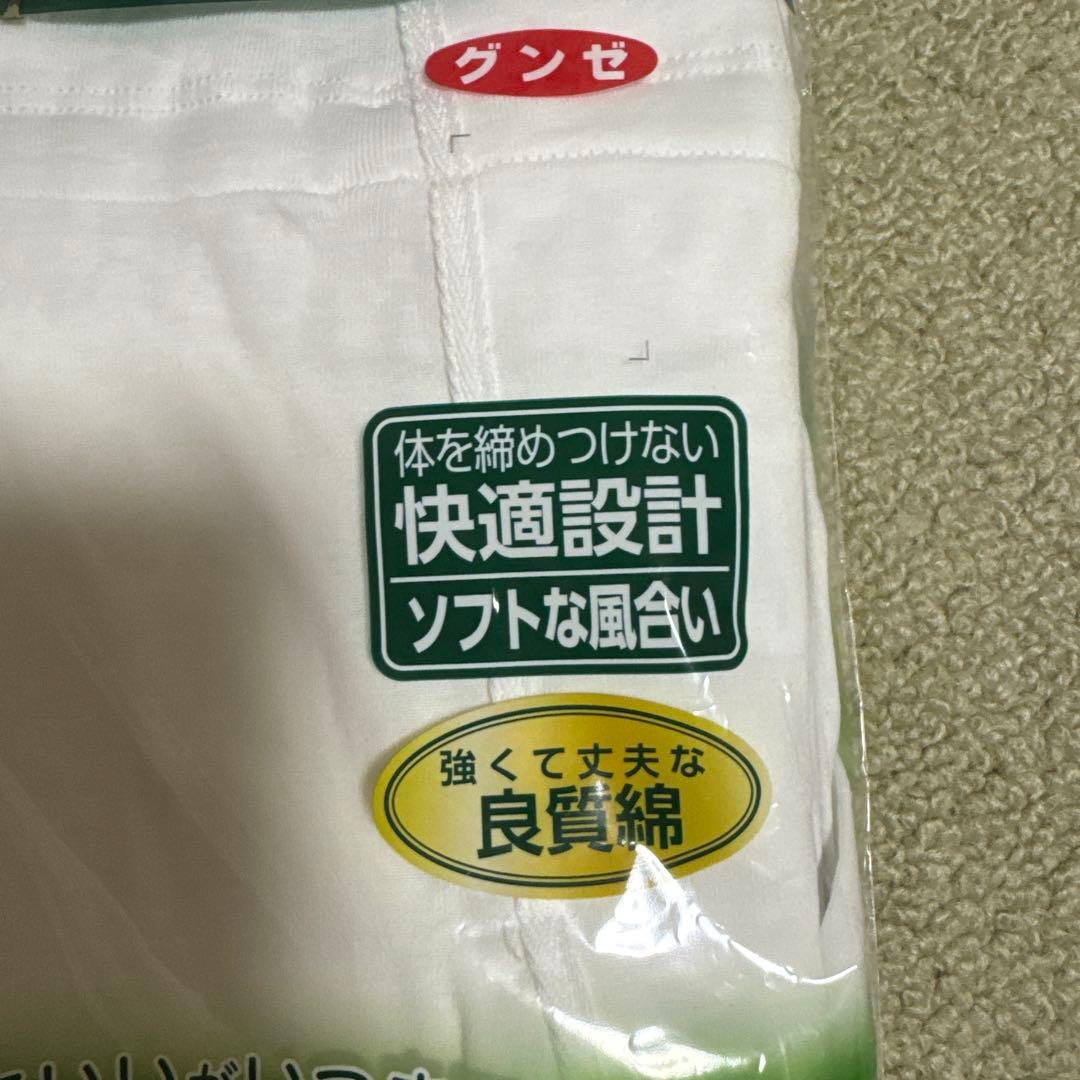 グンゼ
体を締めつけない
快適設計
ソフトな風合い
強くて丈夫な
良質綿